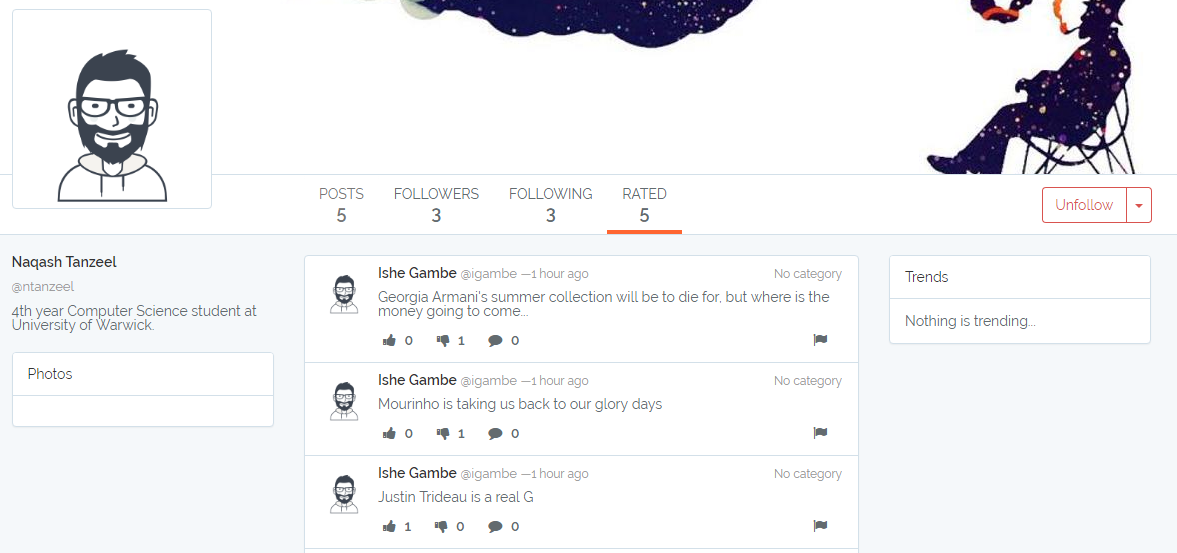 POSTS FOLLOWERS FOLLOWING RATED
5 3 3 5
Unfollow
Naqash Tanzeel
@ntanzeel
4th year Computer Science student at
University of Warwick.
Photos
Ishe Gambe @igambe —1 hour ago No category
Georgia Armani's summer collection will be to die for, but where is the
money going to come...
0 1 0
Ishe Gambe @igambe —1 hour ago No category
Mourinho is taking us back to our glory days
0 1 0
Ishe Gambe @igambe —1 hour ago No category
Justin Trideau is a real G
1 0 0
Trends
Nothing is trending...